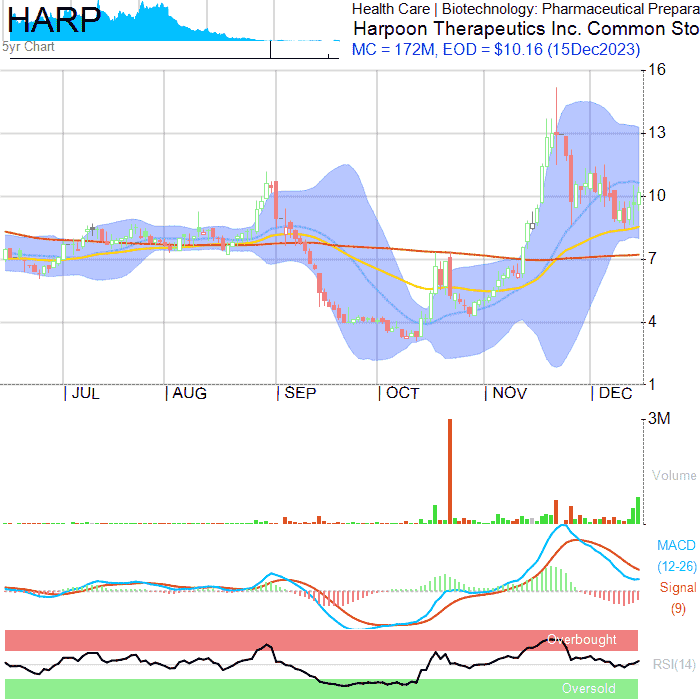 HARP
5yr Chart
Health Care | Biotechnology: Pharmaceutical Prepara
Harpoon Therapeutics Inc. Common Sto
MC = 172M, EOD = $10.16 (15Dec2023)
16
13
10
7
4
1
JUL
AUG
SEP
OCT
NOV
DEC
3M
Volume
MACD
(12-26)
Signal
(9)
Overbought
RSI(14)
Oversold